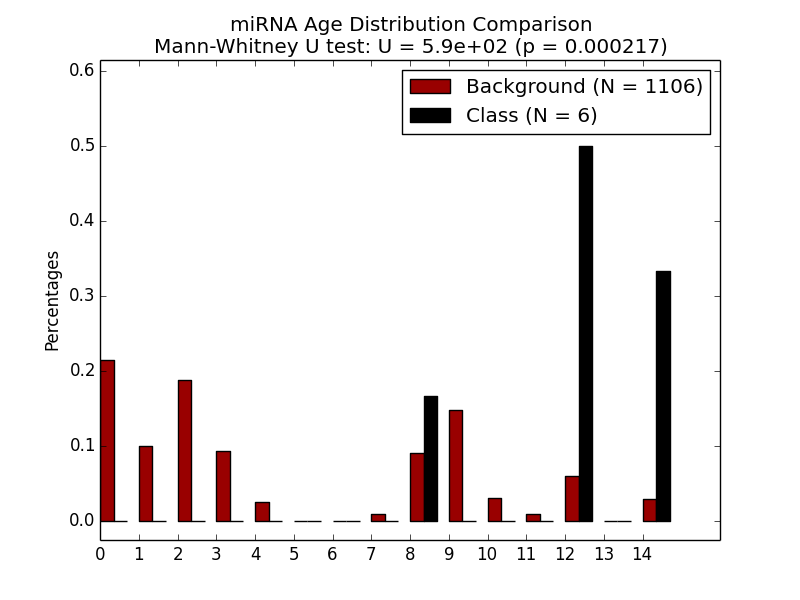 miRNA Age Distribution Comparison
Mann-Whitney U test: U = 5.9e+02 (p = 0.000217)
Background (N = 1106)
Class (N = 6)
Percentages
0.6
0.5
0.4
0.3
0.2
0.1
0.0
0 1 2 3 4 5 6 7 8 9 10 11 12 13 14